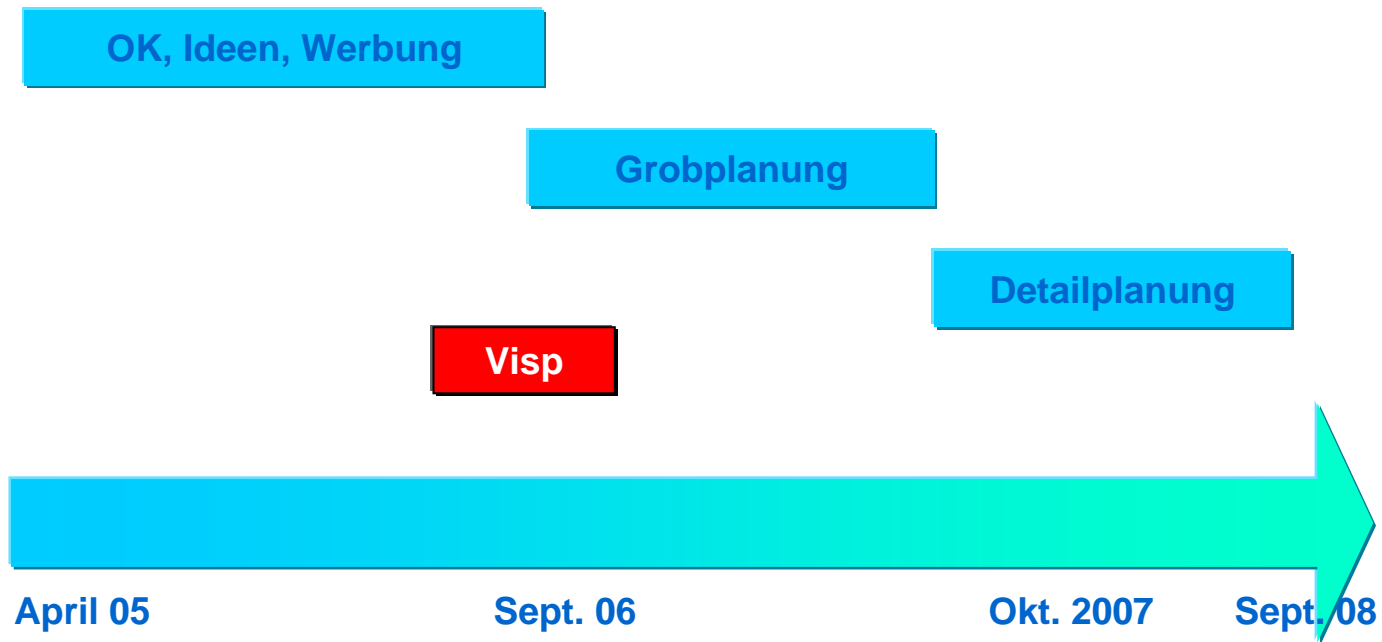 OK, Ideen, Werbung
Grobplanung
Detailplanung
Visp
April 05 Sept. 06 Okt. 2007 Sept. 08